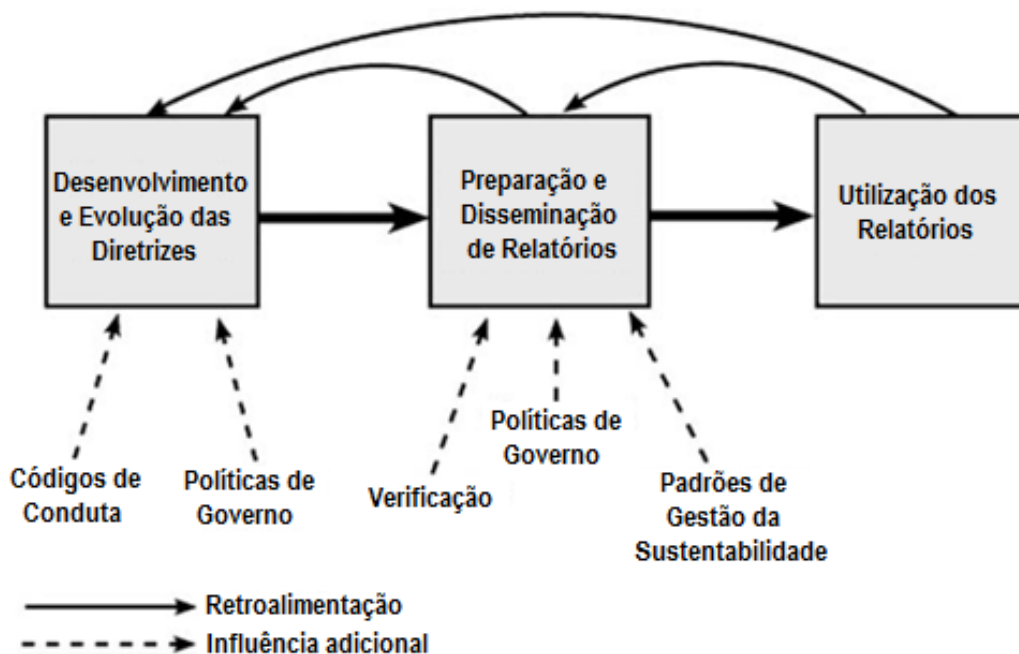 Desenvolvimento
e Evolução das
Diretrizes
Preparação e
Disseminação
de Relatórios
Utilização dos
Relatórios
Códigos de
Conduta
Políticas de
Governo
Verificação
Políticas de
Governo
Padrões de
Gestão da
Sustentabilidade
Retroalimentação
Influência adicional